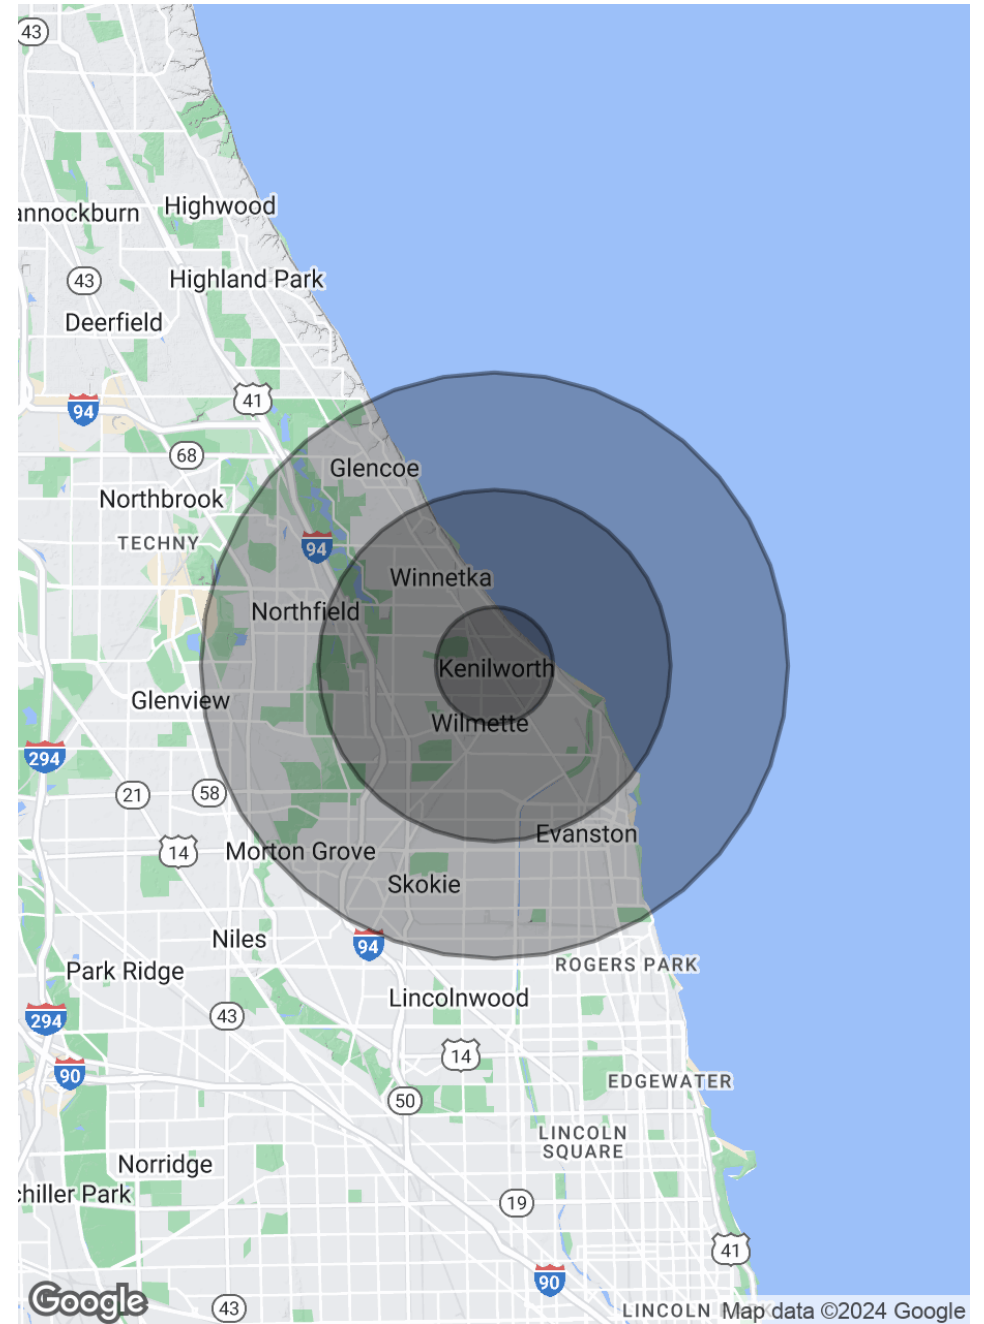 43
annockburn
Highwood
43
Highland Park
Deerfield
94
41
68
Glencoe
Northbrook
TECHNY
94
Winnetka
Northfield
Kenilworth
Glenview
Wilmette
294
21
58
14
Morton Grove
Evanston
Skokie
Niles
94
Park Ridge
ROGERS PARK
Lincolnwood
294
43
14
90
EDGEWATER
50
LINCOLN
SQUARE
Norridge
chiller Park
19
41
90
Google
43
LINCOLN
Map data ©2024 Google